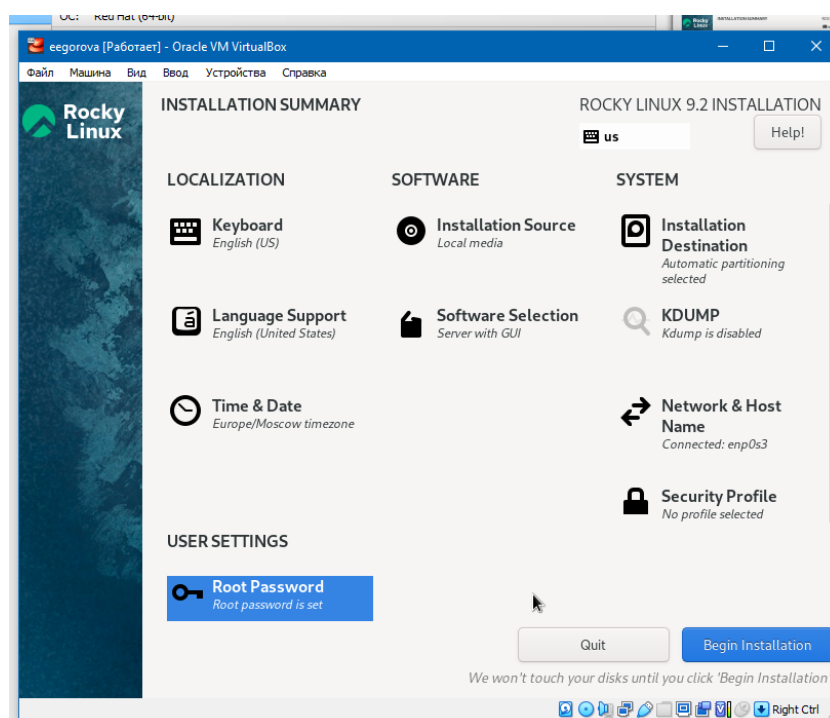 ОС: Red Hat (64-bit)
Rocky Linux
INSTALLATION SUMMARY
eegorova [Работает] - Oracle VM VirtualBox
Файл Машина Вид Ввод Устройства Справка
Rocky
Linux
INSTALLATION SUMMARY
ROCKY LINUX 9.2 INSTALLATION
us
Help!
LOCALIZATION
SOFTWARE
SYSTEM
Keyboard
English (US)
Installation Source
Local media
Installation
Destination
Automatic partitioning
selected
Language Support
English (United States)
Software Selection
Server with GUI
KDUMP
Kdump is disabled
Time & Date
Europe/Moscow timezone
Network & Host
Name
Connected: enp0s3
Security Profile
No profile selected
USER SETTINGS
Root Password
Root password is set
Quit
Begin Installation
We won't touch your disks until you click 'Begin Installation
Right Ctrl